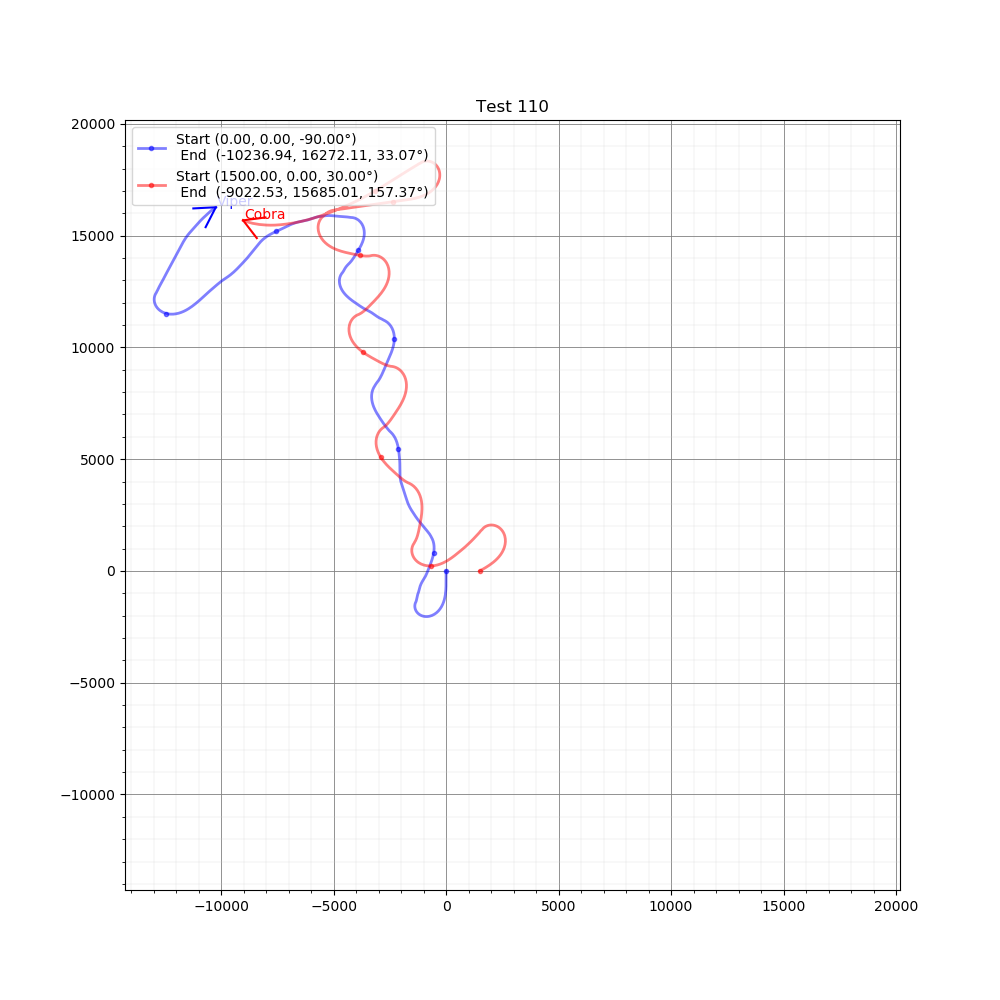 Test 110
Start (0.00, 0.00, -90.00°)
End (-10236.94, 16272.11, 33.07°)
Start (1500.00, 0.00, 30.00°)
End (-9022.53, 15685.01, 157.37°)
Viper
Cobra
20000
15000
10000
5000
0
−5000
−10000
−10000 −5000 0 5000 10000 15000 20000